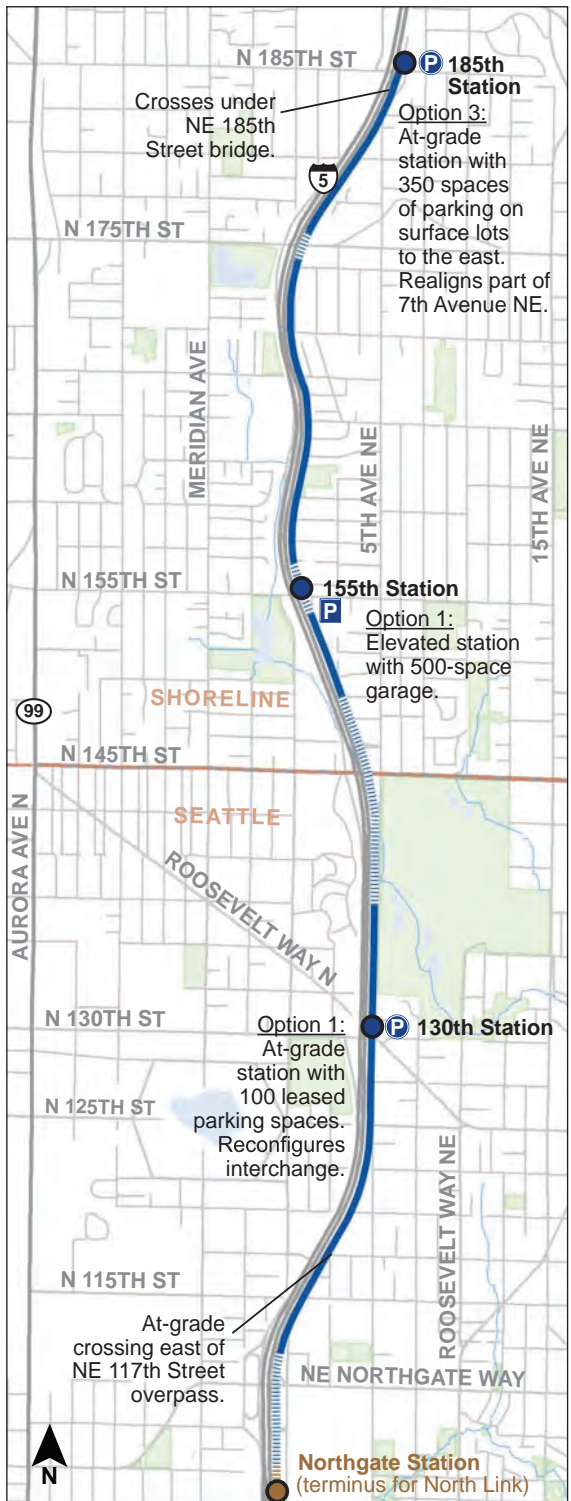 N 185TH ST
P 185th
Station
Crosses under
NE 185th
Street bridge.
Option 3:
At-grade
station with
350 spaces
of parking on
surface lots
to the east.
Realigns part of
7th Avenue NE.
5
N 175TH ST
MERIDIAN AVE
5TH AVE NE
15TH AVE NE
N 155TH ST
155th Station
P
Option 1:
Elevated station
with 500-space
garage.
SHORELINE
99
N 145TH ST
SEATTLE
AURORA AVE N
ROOSEVELT WAY N
N 130TH ST
P 130th Station
Option 1:
At-grade
station with
100 leased
parking spaces.
Reconfigures
interchange.
N 125TH ST
ROOSEVELT WAY NE
N 115TH ST
At-grade
crossing east of
NE 117th Street
overpass.
NE NORTHGATE WAY
N
Northgate Station
(terminus for North Link)